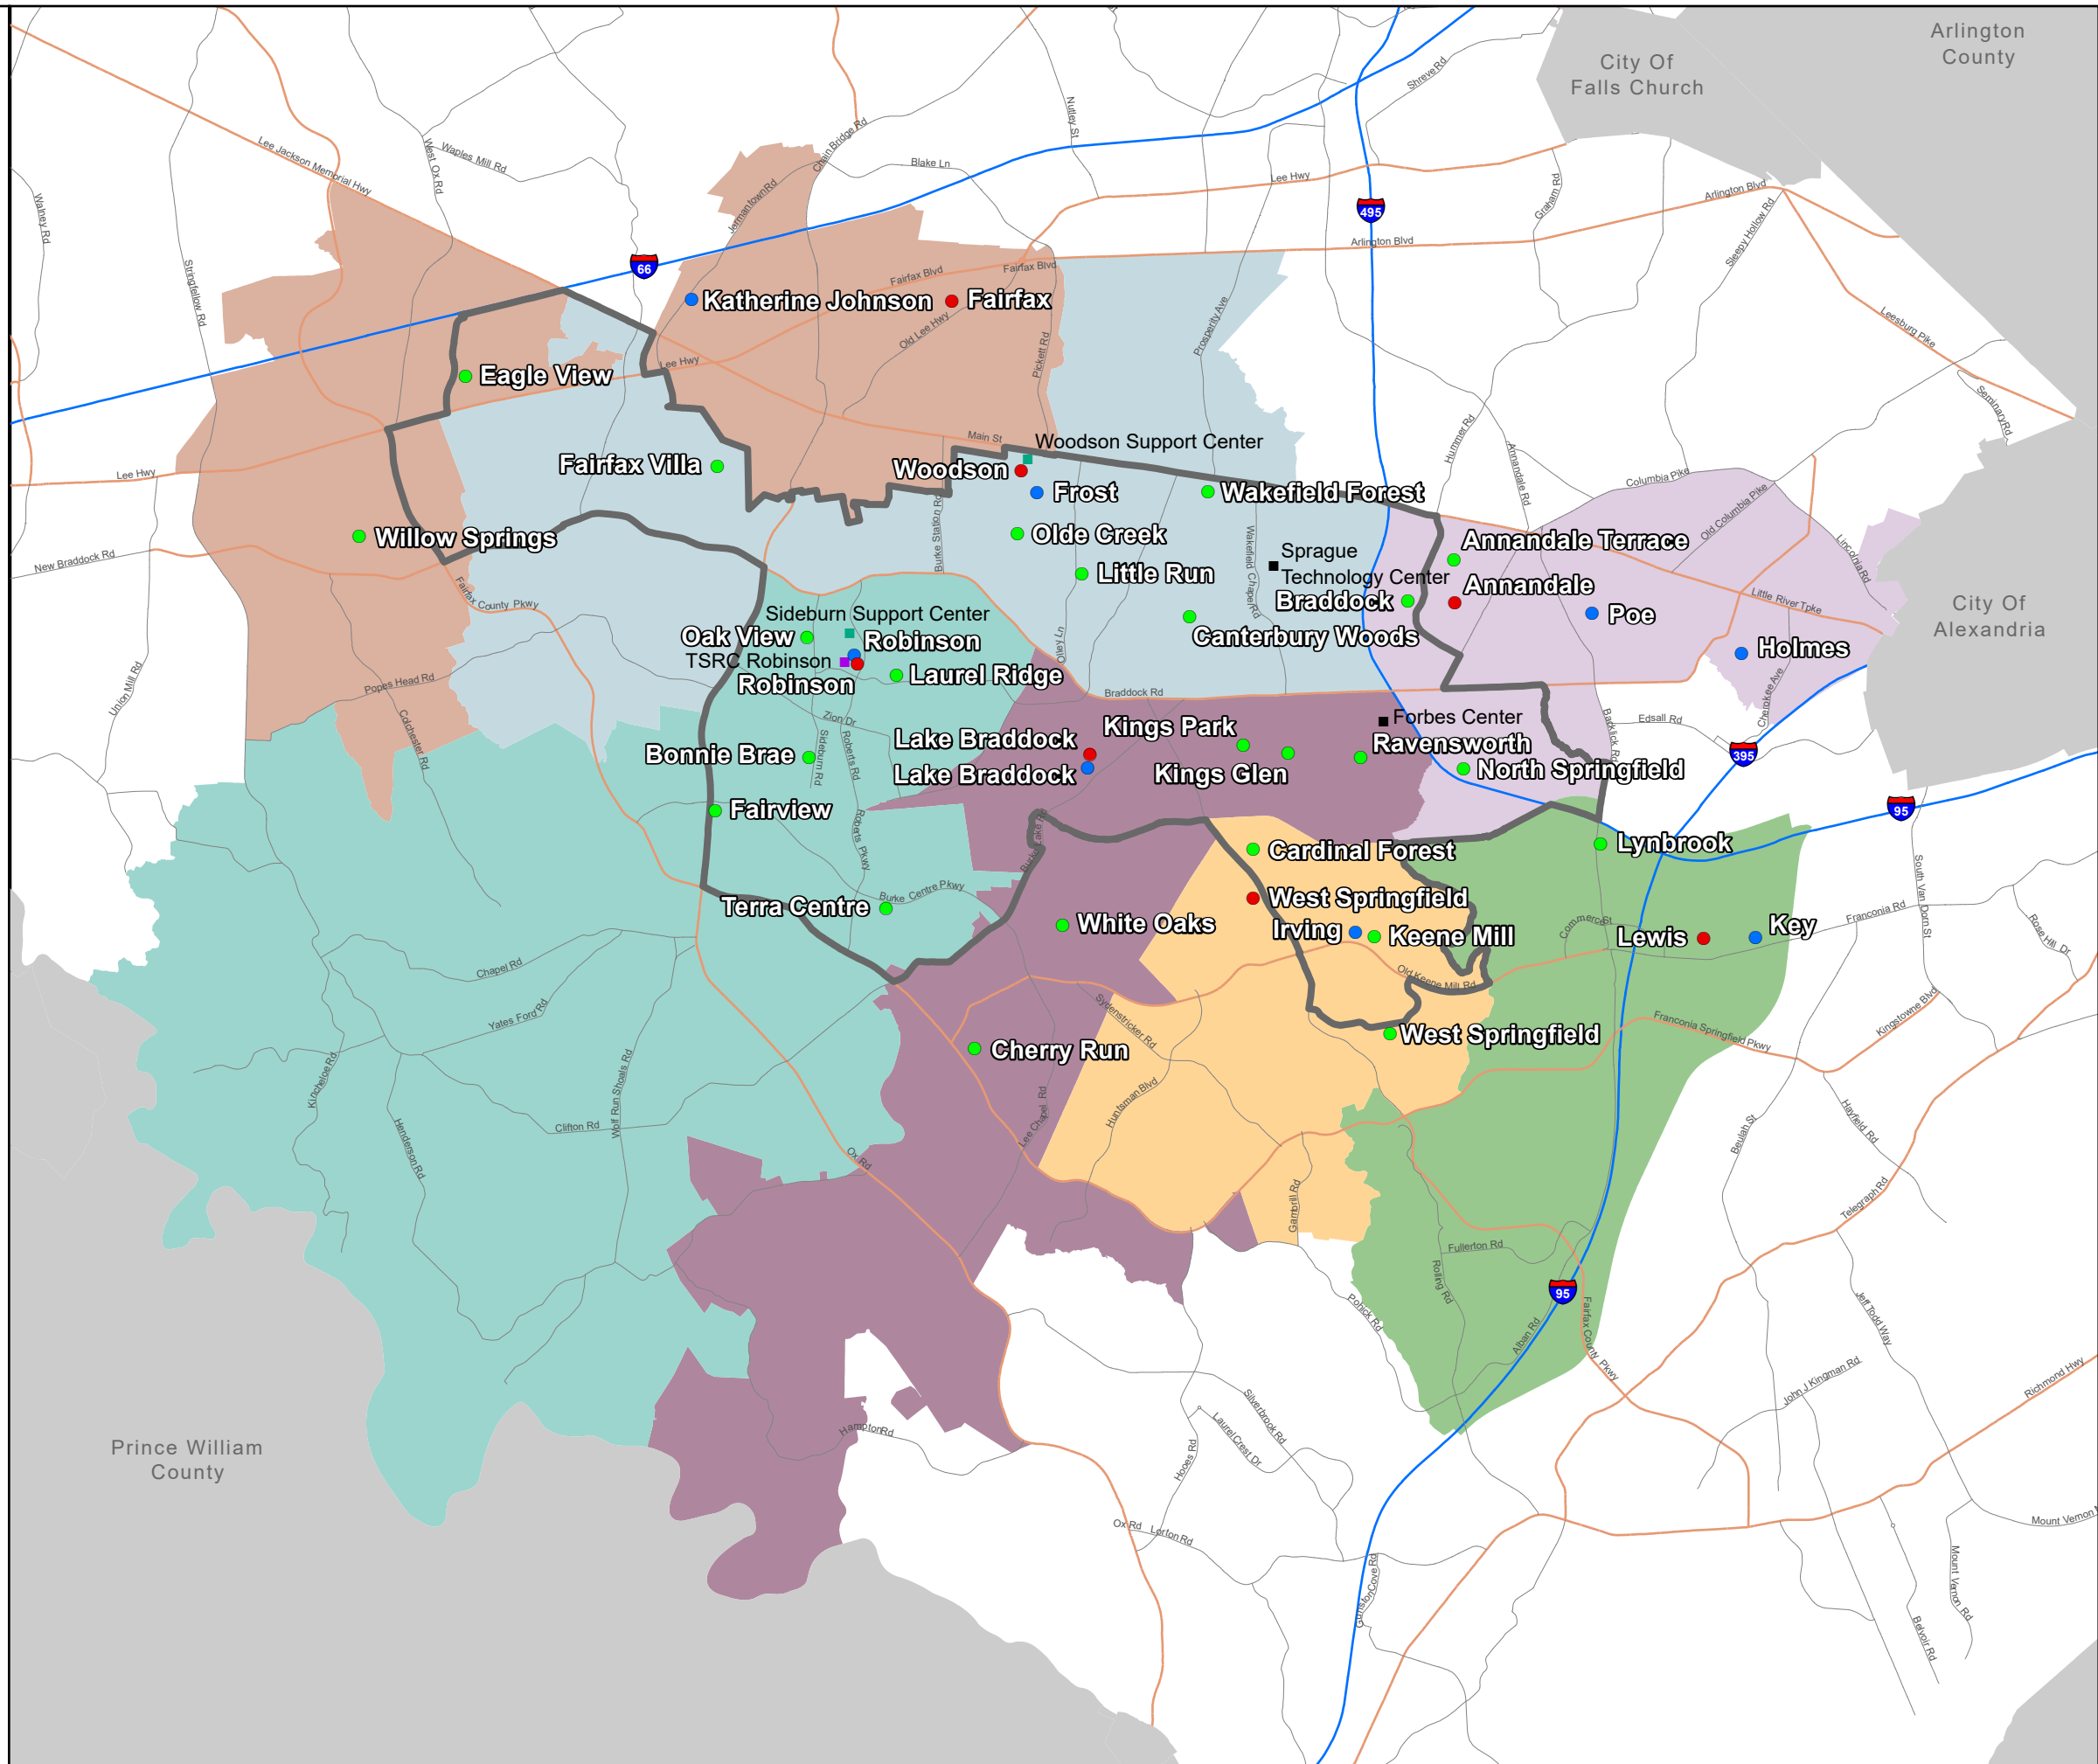 Arlington
County
City Of
Falls Church
Shreve Rd
Nutley St
Chain Bridge Rd
Lee Jackson Memorial Hwy
West Ox Rd
Waples Mill Rd
Blake Ln
Lee Hwy
Graham Rd
Arlington Blvd
Walney Rd
Jermantown Rd
495
Sleepy Hollow Rd
Arlington Blvd
Stringfellow Rd
66
Fairfax Blvd
Fairfax Blvd
Katherine Johnson
Fairfax
Prosperity Ave
Old Lee Hwy
Leesburg Pike
Pickett Rd
Lee Hwy
Eagle View
Seminary Rd
Main St
Woodson Support Center
Hummer Rd
Annandale Rd
Fairfax Villa
Woodson
Lee Hwy
Columbia Pike
Frost
Wakefield Forest
Old Columbia Pike
Burke Station Rd
Olde Creek
Willow Springs
Annandale Terrace
New Braddock Rd
Sprague
Technology Center
Wakefield Chapel Rd
Lincolnia Rd
Little Run
Annandale
Fairfax County Pkwy
Braddock
Little River Tpke
City Of
Alexandria
Sideburn Support Center
Poe
Oak View
Robinson
Canterbury Woods
Olley Ln
Holmes
TSRC Robinson
Laurel Ridge
Robinson
Popes Head Rd
Union Mill Rd
Braddock Rd
Cherokee Ave
Zion Dr
Colchester Rd
Forbes Center
Backlick Rd
Edsall Rd
Kings Park
Lake Braddock
Ravensworth
Sideburn Rd
Roberts Rd
Bonnie Brae
395
Lake Braddock
Kings Glen
North Springfield
Fairview
95
Roberts Pkwy
Burke Lake Rd
Lynbrook
Cardinal Forest
South Van Dorn St
Burke Centre Pkwy
West Springfield
Terra Centre
White Oaks
Commerce St
Franconia Rd
Key
Irving
Keene Mill
Lewis
Rose Hill Dr
Chapel Rd
Old Keene Mill Rd
Yates Ford Rd
Sydenstricker Rd
West Springfield
Franconia Springfield Pkwy
Kingstowne Blvd
Cherry Run
Kincheloe Rd
Wolf Run Shoals Rd
Huntsman Blvd
Lee Chapel Rd
Hayfield Rd
Clifton Rd
Henderson Rd
Beulah St
Ox Rd
Gambrill Rd
Telegraph Rd
Fullerton Rd
Rolling Rd
95
Pohick Rd
Alban Rd
Fairfax County Pkwy
Jeff Todd Way
John J Kingman Rd
Richmond Hwy
Silverbrook Rd
Laurel Crest Dr
Hampton Rd
Prince William
County
Hooes Rd
Ox Rd
Lorton Rd
Mount Vernon
Gunston Cove Rd
Mount Vernon Rd
Belvoir Rd